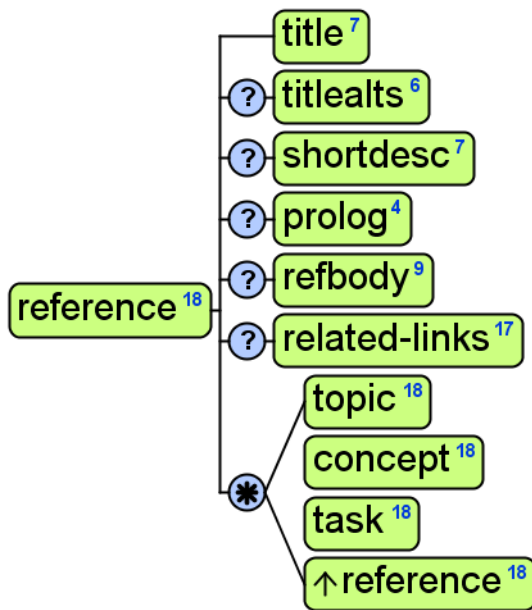 title 7
? titlealts 6
? shortdesc 7
? prolog 4
? refbody 9
reference 18
? related-links 17
topic 18
concept 18
✱
task 18
↑ reference 18